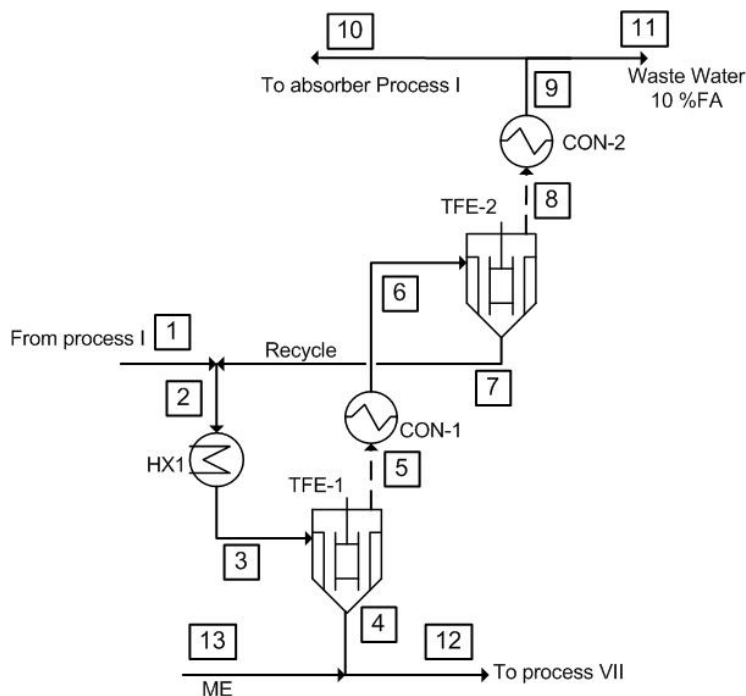 10
11
To absorber Process I
Waste Water
10 %FA
9
CON-2
8
TFE-2
6
1
From process I
Recycle
7
2
CON-1
HX1
5
TFE-1
3
4
13
12
ME
To process VII